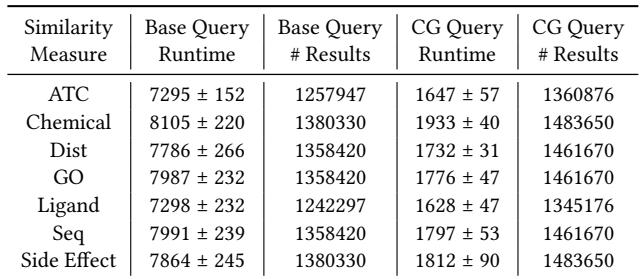 Similarity Measure | Base Query Runtime | Base Query # Results | CG Query Runtime | CG Query # Results
ATC | 7295 ± 152 | 1257947 | 1647 ± 57 | 1360876
Chemical | 8105 ± 220 | 1380330 | 1933 ± 40 | 1483650
Dist | 7786 ± 266 | 1358420 | 1732 ± 31 | 1461670
GO | 7987 ± 232 | 1358420 | 1776 ± 47 | 1461670
Ligand | 7298 ± 232 | 1242297 | 1628 ± 47 | 1345176
Seq | 7991 ± 239 | 1358420 | 1797 ± 53 | 1461670
Side Effect | 7864 ± 245 | 1380330 | 1812 ± 90 | 1483650